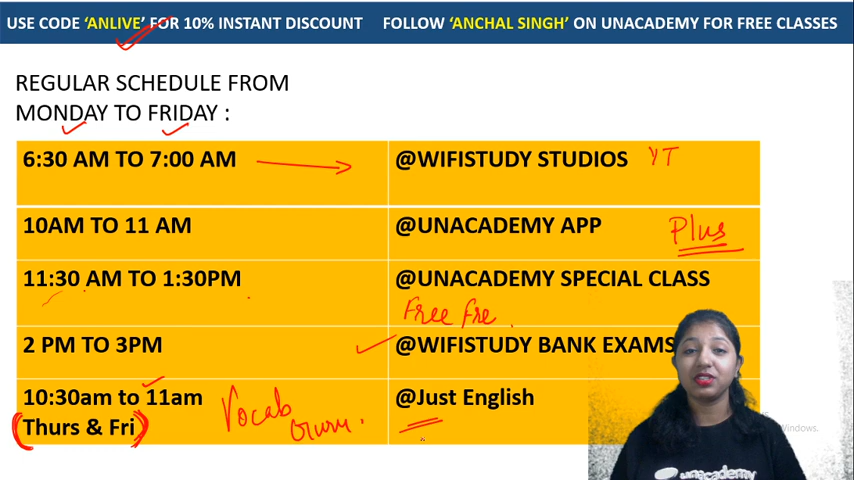 USE CODE ‘ANLIVE’ FOR 10% INSTANT DISCOUNT FOLLOW ‘ANCHAL SINGH’ ON UNACADEMY FOR FREE CLASSES
REGULAR SCHEDULE FROM
MONDAY TO FRIDAY :
6:30 AM TO 7:00 AM @WIFISTUDY STUDIOS YT
10AM TO 11 AM @UNACADEMY APP Plus
11:30 AM TO 1:30PM @UNACADEMY SPECIAL CLASS
Free Fre
2 PM TO 3PM @WIFISTUDY BANK EXAMS
10:30am to 11am Vocab @Just English
(Thurs & Fri)
Windows.
unacademy